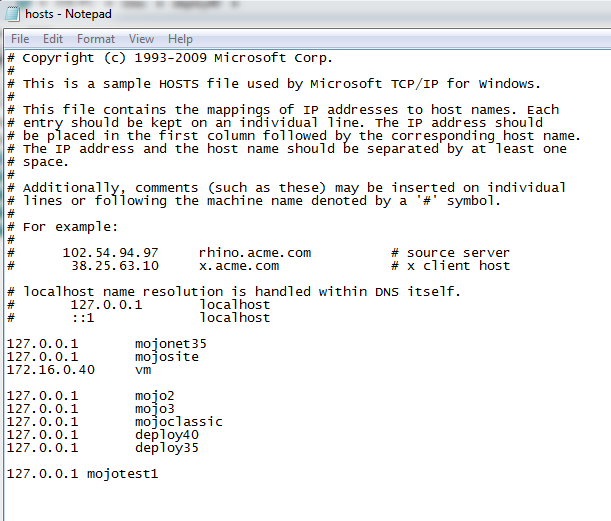 hosts - Notepad
File Edit Format View Help
# Copyright (c) 1993-2009 Microsoft Corp.
#
# This is a sample HOSTS file used by Microsoft TCP/IP for Windows.
#
# This file contains the mappings of IP addresses to host names. Each
# entry should be kept on an individual line. The IP address should
# be placed in the first column followed by the corresponding host name.
# The IP address and the host name should be separated by at least one
# space.
#
# Additionally, comments (such as these) may be inserted on individual
# lines or following the machine name denoted by a '#' symbol.
#
# For example:
#
#      102.54.94.97     rhino.acme.com          # source server
#       38.25.63.10     x.acme.com              # x client host

# localhost name resolution is handled within DNS itself.
#       127.0.0.1       localhost
#       ::1             localhost

127.0.0.1       mojonet35
127.0.0.1       mojosite
172.16.0.40     vm

127.0.0.1       mojo2
127.0.0.1       mojo3
127.0.0.1       mojoclassic
127.0.0.1       deploy40
127.0.0.1       deploy35

127.0.0.1 mojotest1